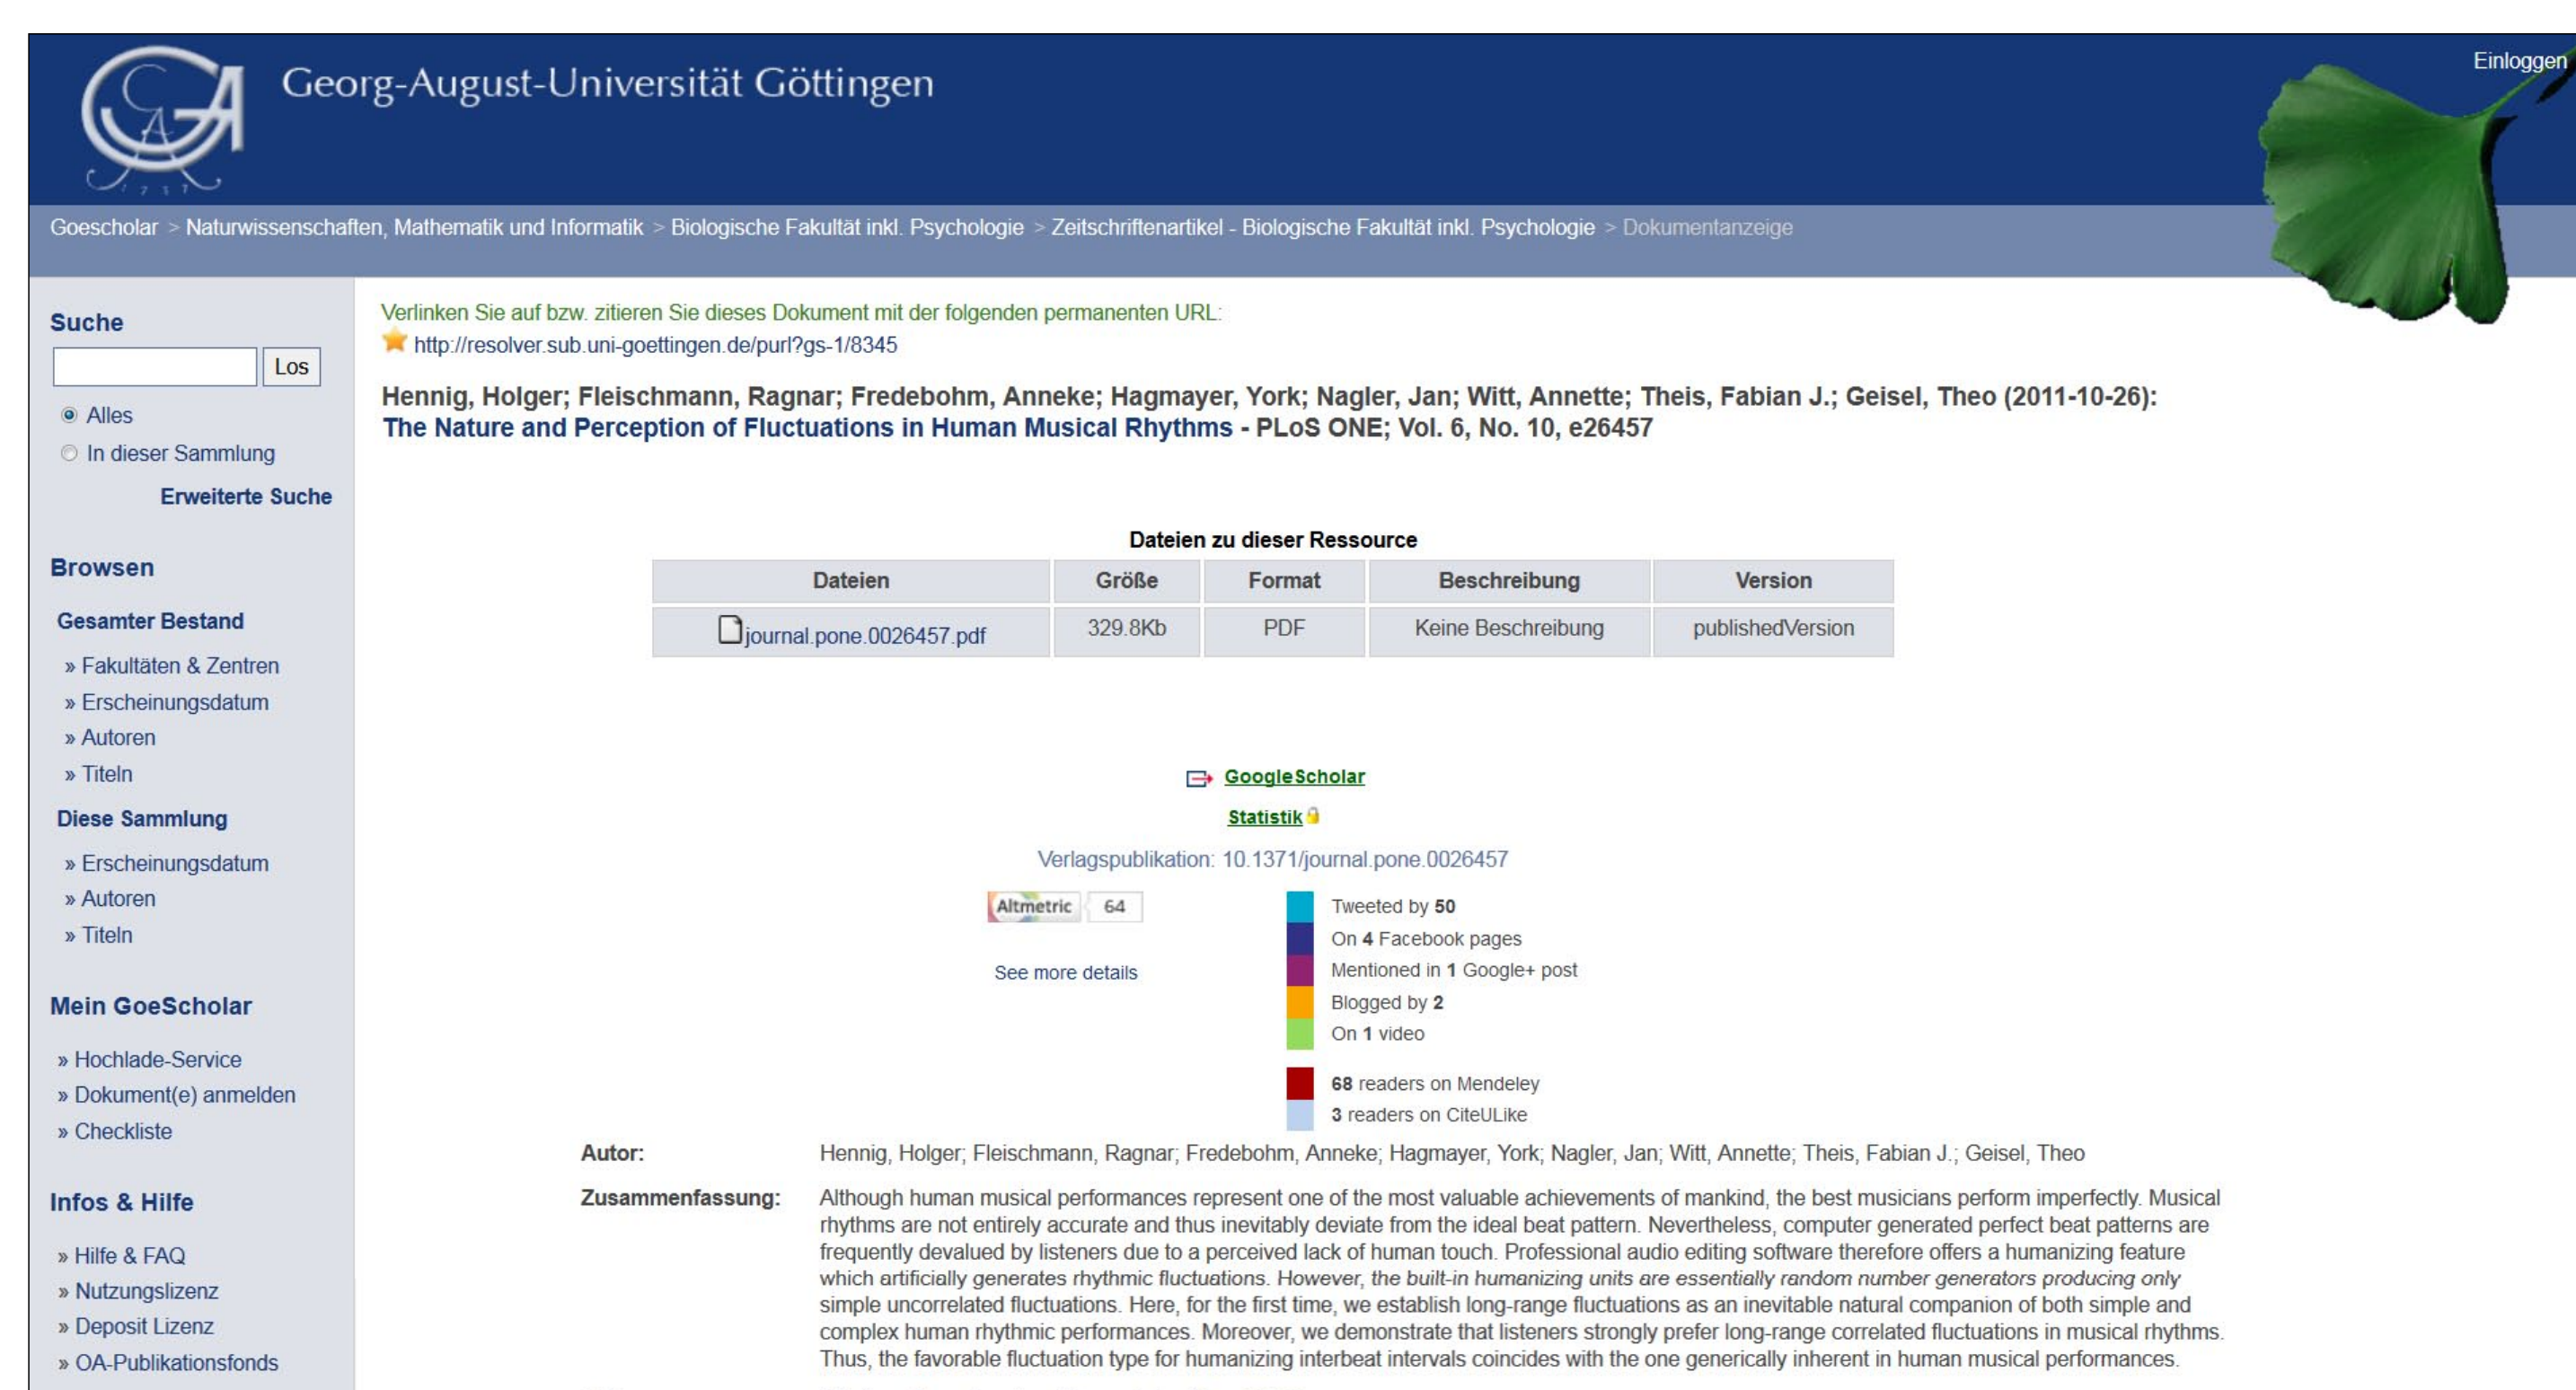 Einloggen
Georg-August-Universität Göttingen
1737
Goescholar > Naturwissenschaften, Mathematik und Informatik > Biologische Fakultät inkl. Psychologie > Zeitschriftenartikel - Biologische Fakultät inkl. Psychologie > Dokumentanzeige
Suche
Los
Alles
In dieser Sammlung
Erweiterte Suche
Browsen
Gesamter Bestand
» Fakultäten & Zentren
» Erscheinungsdatum
» Autoren
» Titeln
Diese Sammlung
» Erscheinungsdatum
» Autoren
» Titeln
Mein GoeScholar
» Hochlade-Service
» Dokument(e) anmelden
» Checkliste
Infos & Hilfe
» Hilfe & FAQ
» Nutzungslizenz
» Deposit Lizenz
» OA-Publikationsfonds
Verlinken Sie auf bzw. zitieren Sie dieses Dokument mit der folgenden permanenten URL:
http://resolver.sub.uni-goettingen.de/purl?gs-1/8345
Hennig, Holger; Fleischmann, Ragnar; Fredebohm, Anneke; Hagmayer, York; Nagler, Jan; Witt, Annette; Theis, Fabian J.; Geisel, Theo (2011-10-26):
The Nature and Perception of Fluctuations in Human Musical Rhythms - PLoS ONE; Vol. 6, No. 10, e26457
Dateien zu dieser Ressource
Dateien Größe Format Beschreibung Version
journal.pone.0026457.pdf 329.8Kb PDF Keine Beschreibung publishedVersion
GoogleScholar
Statistik
Verlagspublikation: 10.1371/journal.pone.0026457
Altmetric 64
See more details
Tweeted by 50
On 4 Facebook pages
Mentioned in 1 Google+ post
Blogged by 2
On 1 video
68 readers on Mendeley
3 readers on CiteULike
Autor: Hennig, Holger; Fleischmann, Ragnar; Fredebohm, Anneke; Hagmayer, York; Nagler, Jan; Witt, Annette; Theis, Fabian J.; Geisel, Theo
Zusammenfassung: Although human musical performances represent one of the most valuable achievements of mankind, the best musicians perform imperfectly. Musical
rhythms are not entirely accurate and thus inevitably deviate from the ideal beat pattern. Nevertheless, computer generated perfect beat patterns are
frequently devalued by listeners due to a perceived lack of human touch. Professional audio editing software therefore offers a humanizing feature
which artificially generates rhythmic fluctuations. However, the built-in humanizing units are essentially random number generators producing only
simple uncorrelated fluctuations. Here, for the first time, we establish long-range fluctuations as an inevitable natural companion of both simple and
complex human rhythmic performances. Moreover, we demonstrate that listeners strongly prefer long-range correlated fluctuations in musical rhythms.
Thus, the favorable fluctuation type for humanizing interbeat intervals coincides with the one generically inherent in human musical performances.